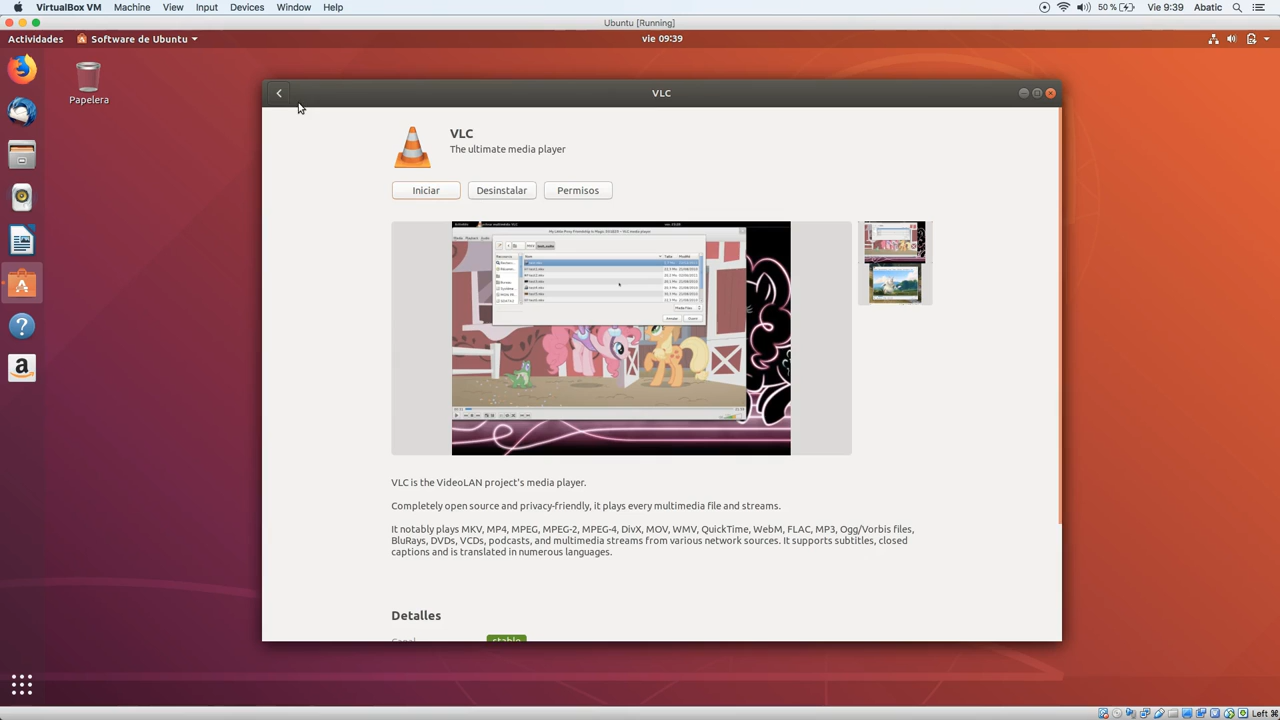 VirtualBox VM Machine View Input Devices Window Help 50 % Vie 9:39 Abatic
Ubuntu [Running]
Actividades Software de Ubuntu vie 09:39
Papelera
VLC
VLC
The ultimate media player
Iniciar Desinstalar Permisos
VLC is the VideoLAN project's media player.
Completely open source and privacy-friendly, it plays every multimedia file and streams.
It notably plays MKV, MP4, MPEG, MPEG-2, MPEG-4, DivX, MOV, WMV, QuickTime, WebM, FLAC, MP3, Ogg/Vorbis files,
BluRays, DVDs, VCDs, podcasts, and multimedia streams from various network sources. It supports subtitles, closed
captions and is translated in numerous languages.
Detalles
Canal stable
Left ⌘